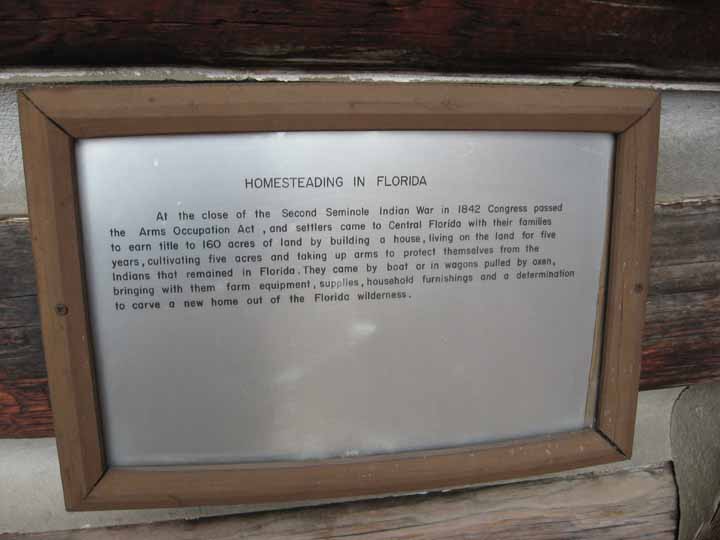 HOMESTEADING IN FLORIDA
At the close of the Second Seminole Indian War in 1842 Congress passed
the Arms Occupation Act, and settlers came to Central Florida with their families
to earn title to 160 acres of land by building a house, living on the land for five
years, cultivating five acres and taking up arms to protect themselves from the
Indians that remained in Florida. They came by boat or in wagons pulled by oxen,
bringing with them farm equipment, supplies, household furnishings and a determination
to carve a new home out of the Florida wilderness.